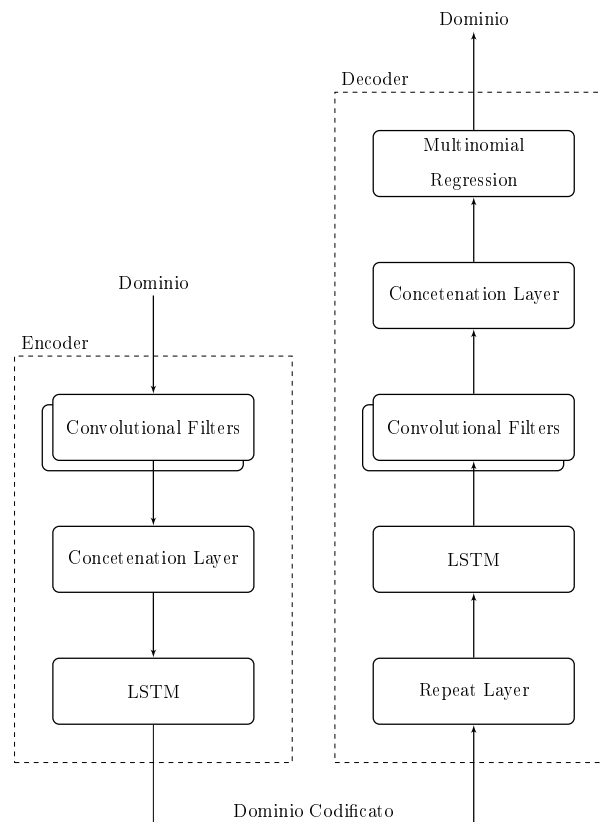 Dominio
Encoder
Convolutional Filters
Concetenation Layer
LSTM
Dominio Codificato
Dominio
Decoder
Multinomial
Regression
Concetenation Layer
Convolutional Filters
LSTM
Repeat Layer